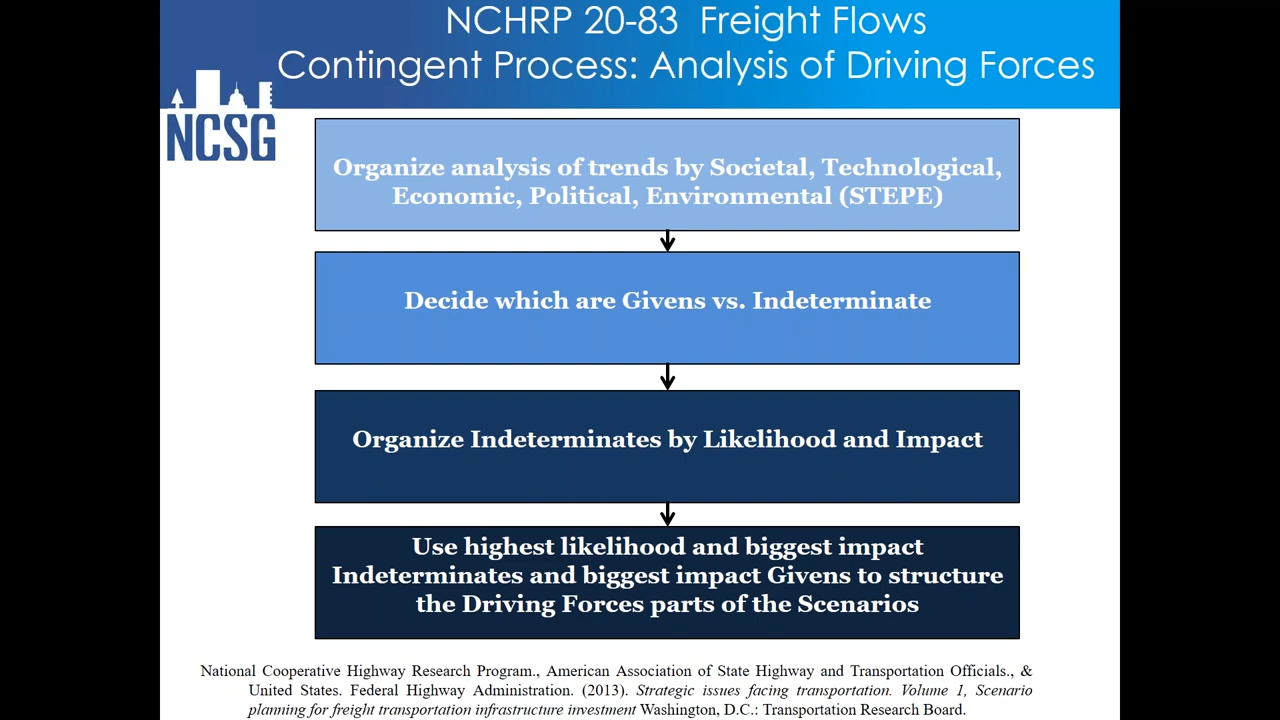 NCHRP 20-83 Freight Flows
Contingent Process: Analysis of Driving Forces
NCSG
Organize analysis of trends by Societal, Technological,
Economic, Political, Environmental (STEPE)
Decide which are Givens vs. Indeterminate
Organize Indeterminates by Likelihood and Impact
Use highest likelihood and biggest impact
Indeterminates and biggest impact Givens to structure
the Driving Forces parts of the Scenarios
National Cooperative Highway Research Program., American Association of State Highway and Transportation Officials., &
United States. Federal Highway Administration. (2013). Strategic issues facing transportation. Volume 1, Scenario
planning for freight transportation infrastructure investment Washington, D.C.: Transportation Research Board.